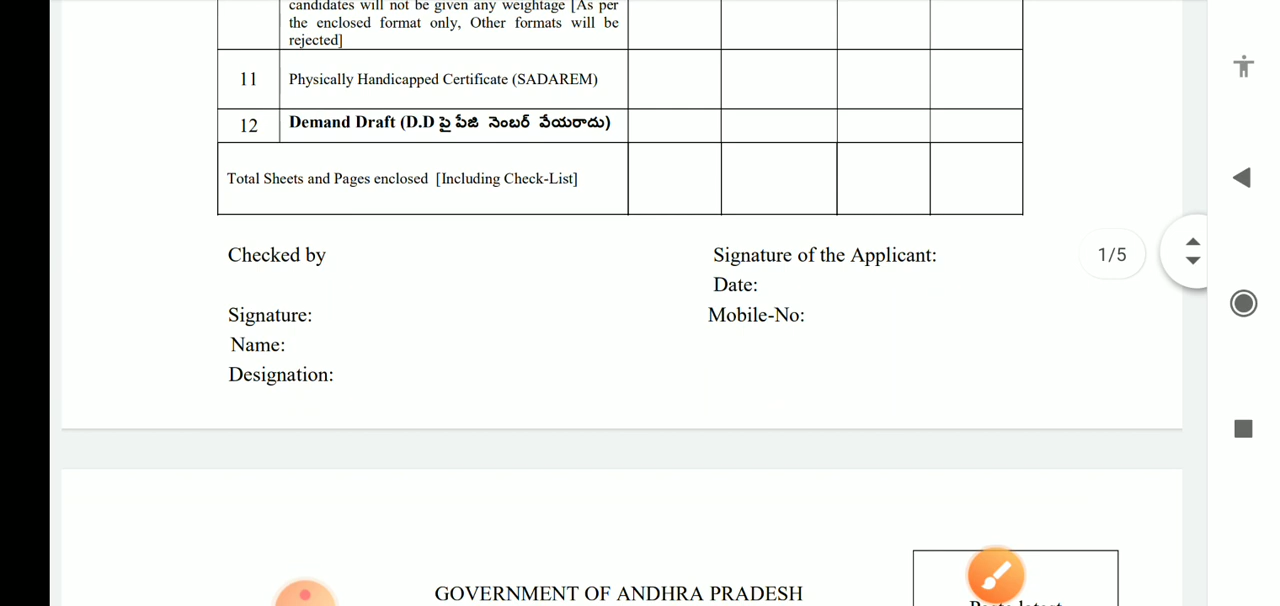 candidates will not be given any weightage [As per
the enclosed format only, Other formats will be
rejected]
11 Physically Handicapped Certificate (SADAREM)
12 Demand Draft (D.D పై పేజి నెంబర్ వేయరాదు)
Total Sheets and Pages enclosed [Including Check-List]
Checked by
Signature of the Applicant:
1/5
Date:
Signature:
Mobile-No:
Name:
Designation:
GOVERNMENT OF ANDHRA PRADESH
Paste latest